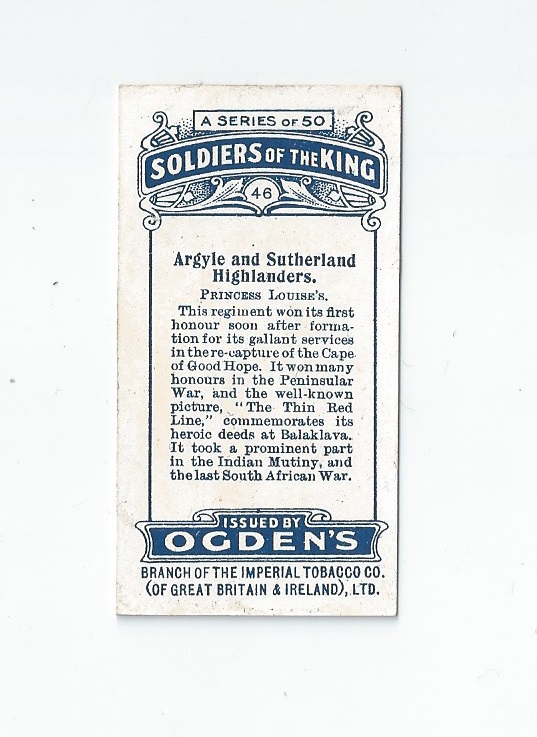 A SERIES OF 50
SOLDIERS OF THE KING
46
Argyle and Sutherland
Highlanders.
PRINCESS LOUISE'S.
This regiment won its first
honour soon after forma-
tion for its gallant services
in the re-capture of the Cape
of Good Hope. It won many
honours in the Peninsular
War, and the well-known
picture, "The Thin Red
Line," commemorates its
heroic deeds at Balaklava.
It took a prominent part
in the Indian Mutiny, and
the last South African War.
ISSUED BY
OGDEN'S
BRANCH OF THE IMPERIAL TOBACCO CO.
(OF GREAT BRITAIN & IRELAND), LTD.